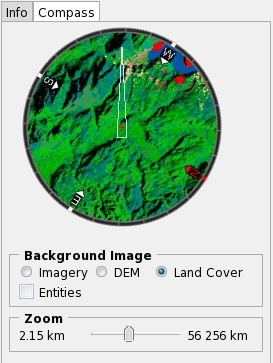 Info Compass
W
S
N
E
Background Image
Imagery DEM Land Cover
Entities
Zoom
2.15 km 56 256 km